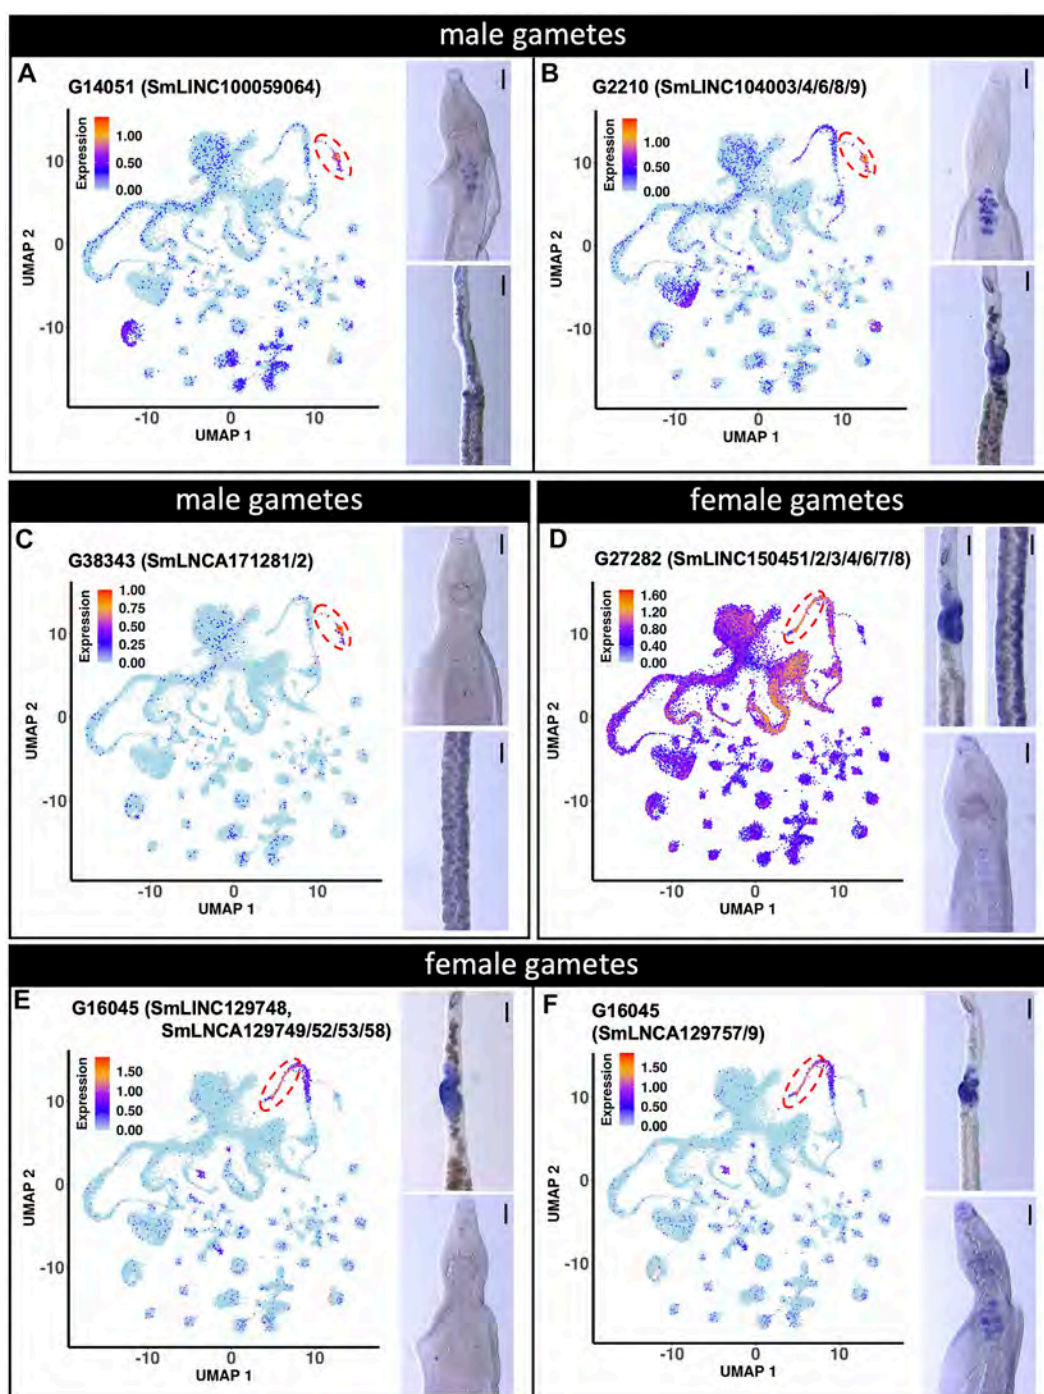 male gametes
A
G14051 (SmLINC100059064)
Expression
1.00
0.50
0.00
UMAP 2
10
0
-10
-10
0
10
UMAP 1
B
G2210 (SmLINC104003/4/6/8/9)
Expression
1.00
0.50
0.00
UMAP 2
10
0
-10
-10
0
10
UMAP 1
male gametes
C
G38343 (SmLNCA171281/2)
Expression
1.00
0.75
0.50
0.25
0.00
UMAP 2
10
0
-10
-10
0
10
UMAP 1
female gametes
D
G27282 (SmLINC150451/2/3/4/6/7/8)
Expression
1.60
1.20
0.80
0.40
0.00
UMAP 2
10
0
-10
-10
0
10
UMAP 1
female gametes
E
G16045 (SmLINC129748,
SmLNCA129749/52/53/58)
Expression
1.50
1.00
0.50
0.00
UMAP 2
10
0
-10
-10
0
10
UMAP 1
F
G16045
(SmLNCA129757/9)
Expression
1.50
1.00
0.50
0.00
UMAP 2
10
0
-10
-10
0
10
UMAP 1